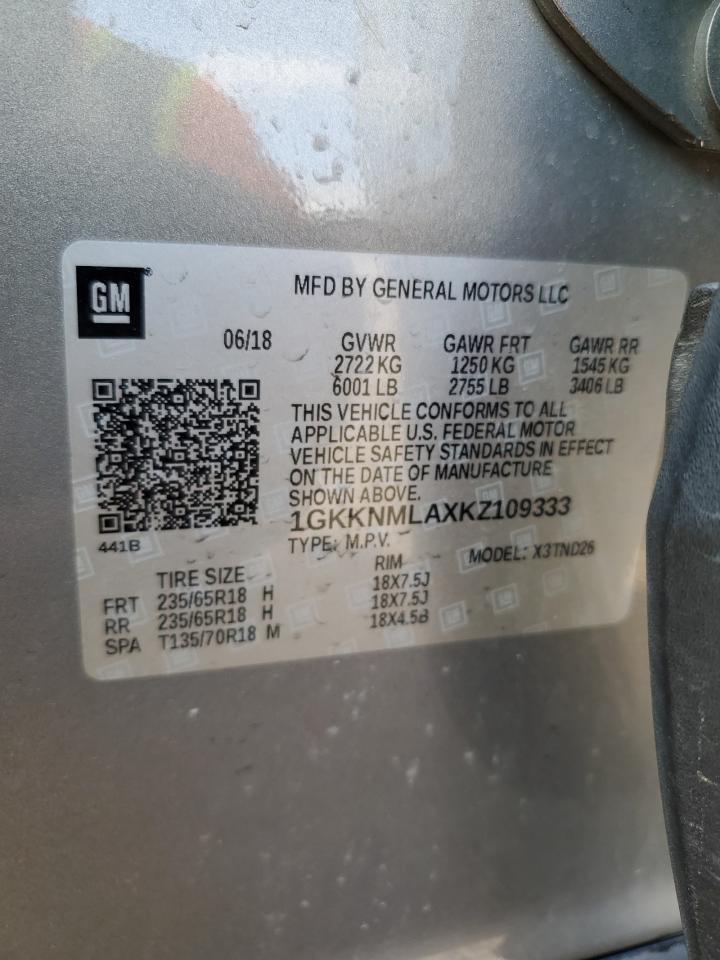 GM
MFD BY GENERAL MOTORS LLC
06/18 GVWR GAWR FRT GAWR RR
2722 KG 1250 KG 1545 KG
6001 LB 2755 LB 3406 LB
THIS VEHICLE CONFORMS TO ALL
APPLICABLE U.S. FEDERAL MOTOR
VEHICLE SAFETY STANDARDS IN EFFECT
ON THE DATE OF MANUFACTURE
SHOWN ABOVE.
1GKKNMLAXKZ109333
441B
TYPE: M.P.V. MODEL: X3TND26
TIRE SIZE RIM
FRT 235/65R18 H 18X7.5J
RR 235/65R18 H 18X7.5J
SPA T135/70R18 M 18X4.5B